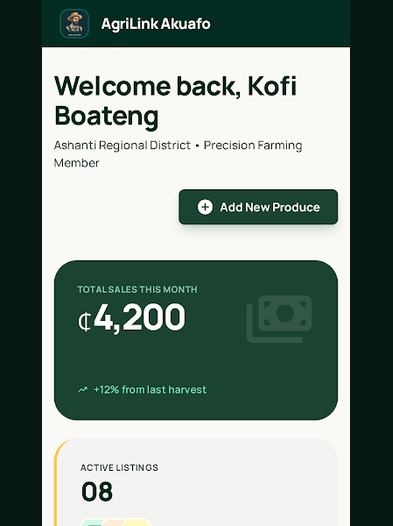 AgriLink Akuafo
Welcome back, Kofi
Boateng
Ashanti Regional District • Precision Farming
Member
Add New Produce
TOTAL SALES THIS MONTH
₵4,200
+12% from last harvest
ACTIVE LISTINGS
08